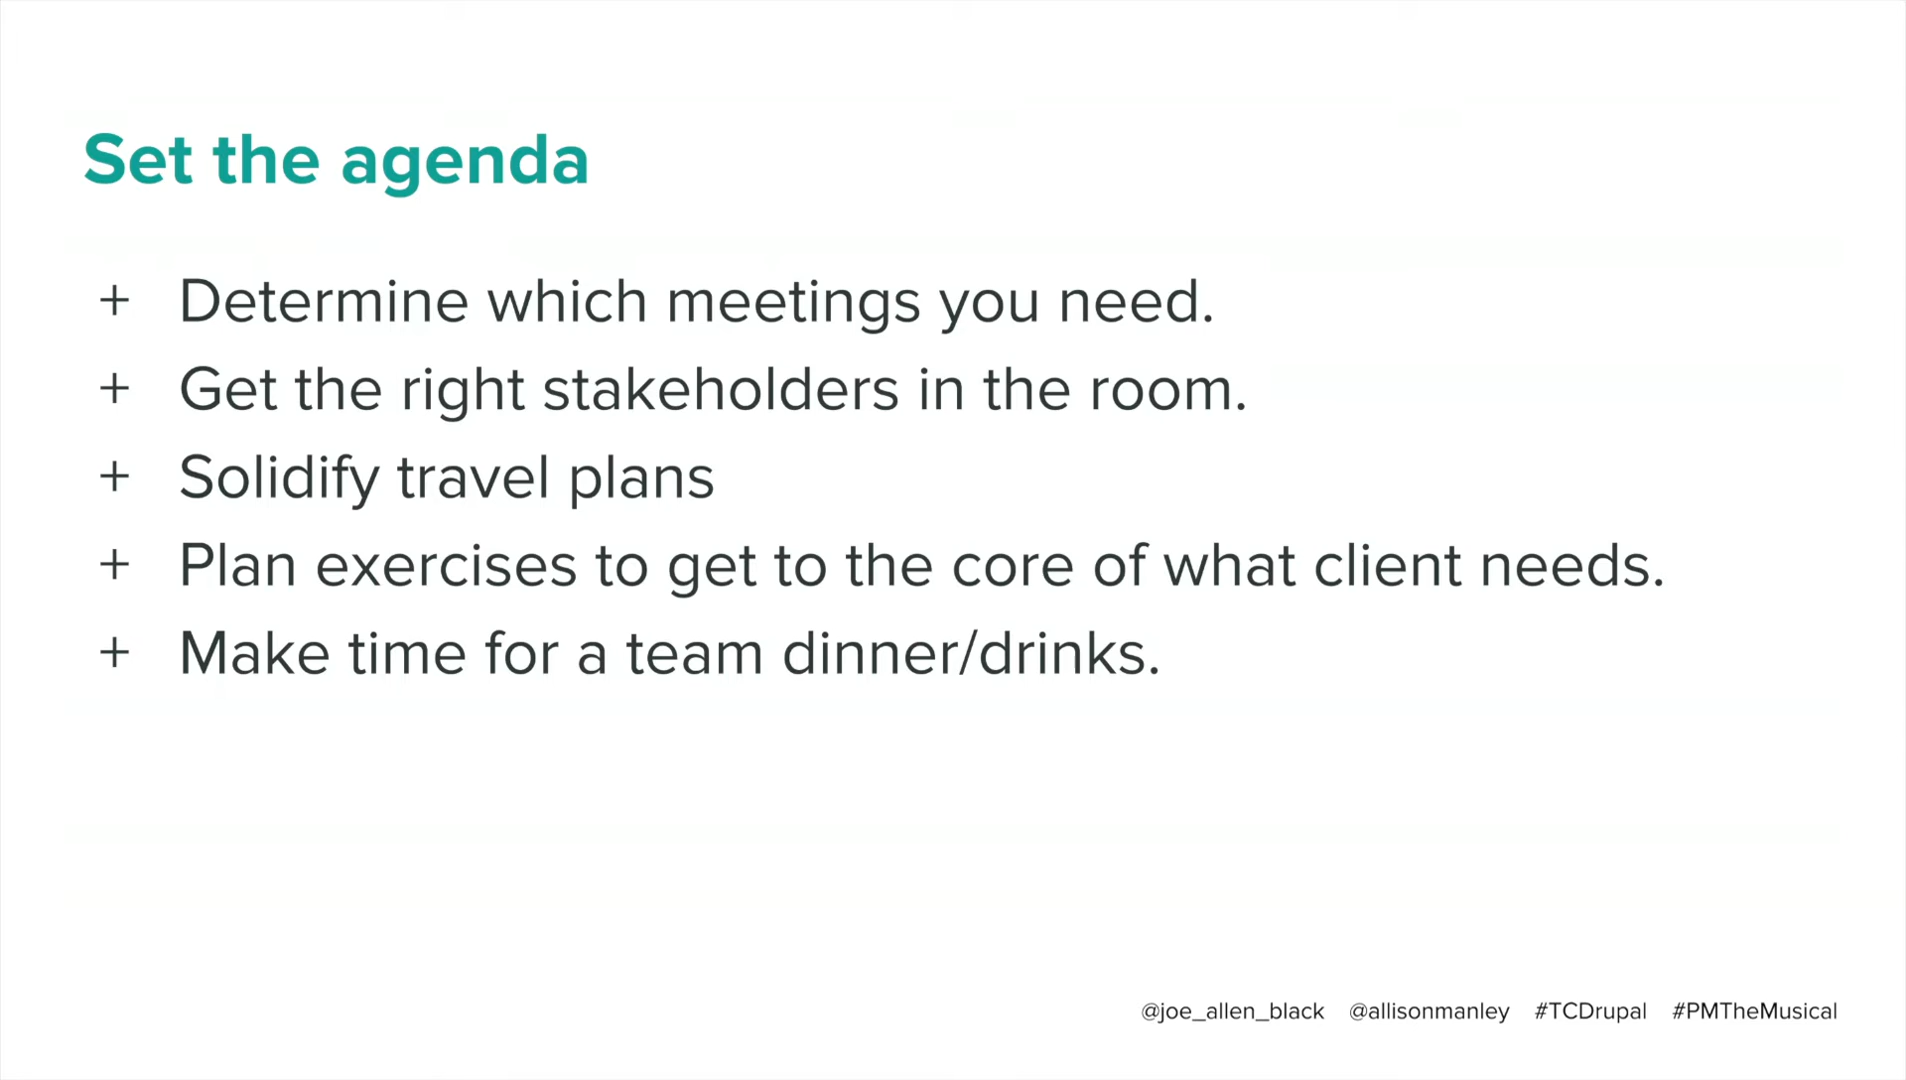 Set the agenda
+ Determine which meetings you need.
+ Get the right stakeholders in the room.
+ Solidify travel plans
+ Plan exercises to get to the core of what client needs.
+ Make time for a team dinner/drinks.
@joe_allen_black @allisonmanley #TCDrupal #PMTheMusical